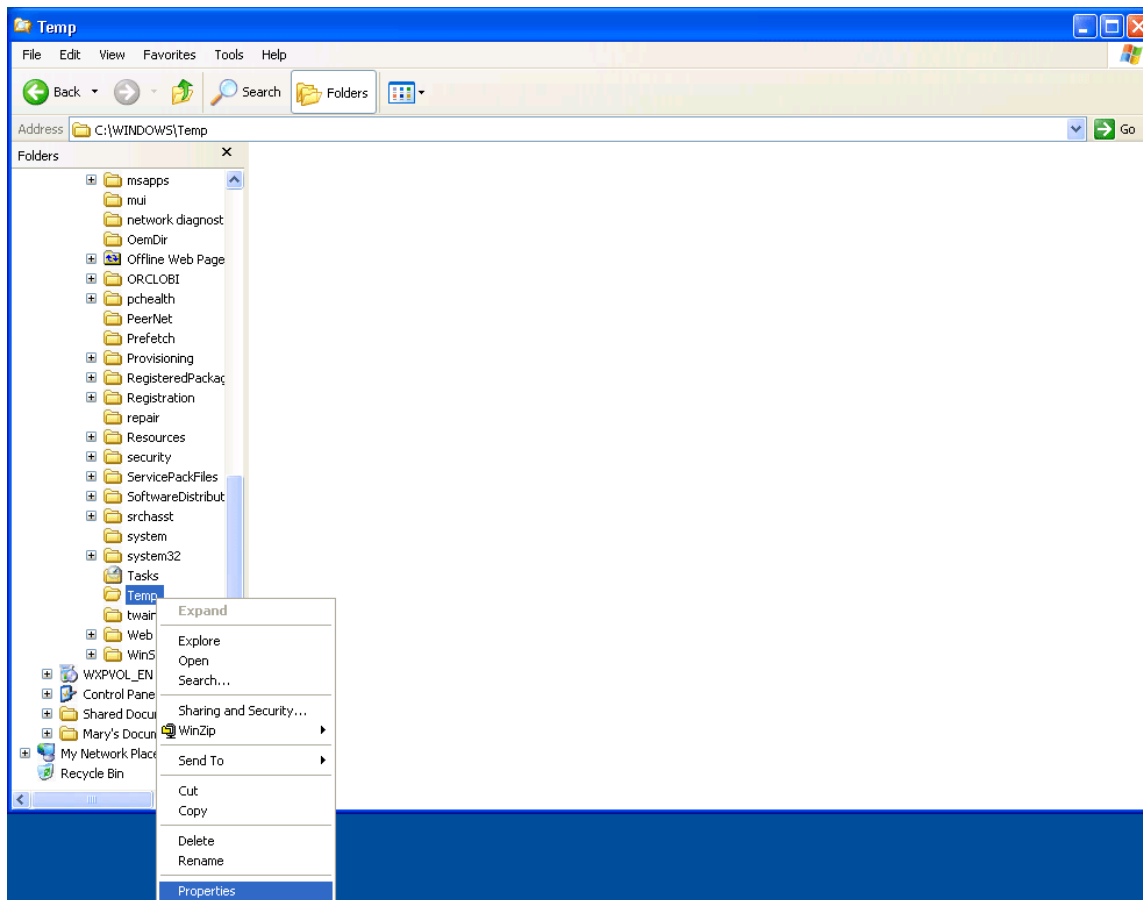 Temp
File Edit View Favorites Tools Help
Back Search Folders
Address C:\WINDOWS\Temp Go
Folders
msapps
mui
network diagnost
OemDir
Offline Web Page
ORCLOBI
pchealth
PeerNet
Prefetch
Provisioning
RegisteredPackag
Registration
repair
Resources
security
ServicePackFiles
SoftwareDistribut
srchasst
system
system32
Tasks
Temp
twain
Web
WinS
WXPVOL_EN
Control Pane
Shared Docu
Mary's Docum
My Network Place
Recycle Bin
Expand
Explore
Open
Search...
Sharing and Security...
WinZip
Send To
Cut
Copy
Delete
Rename
Properties